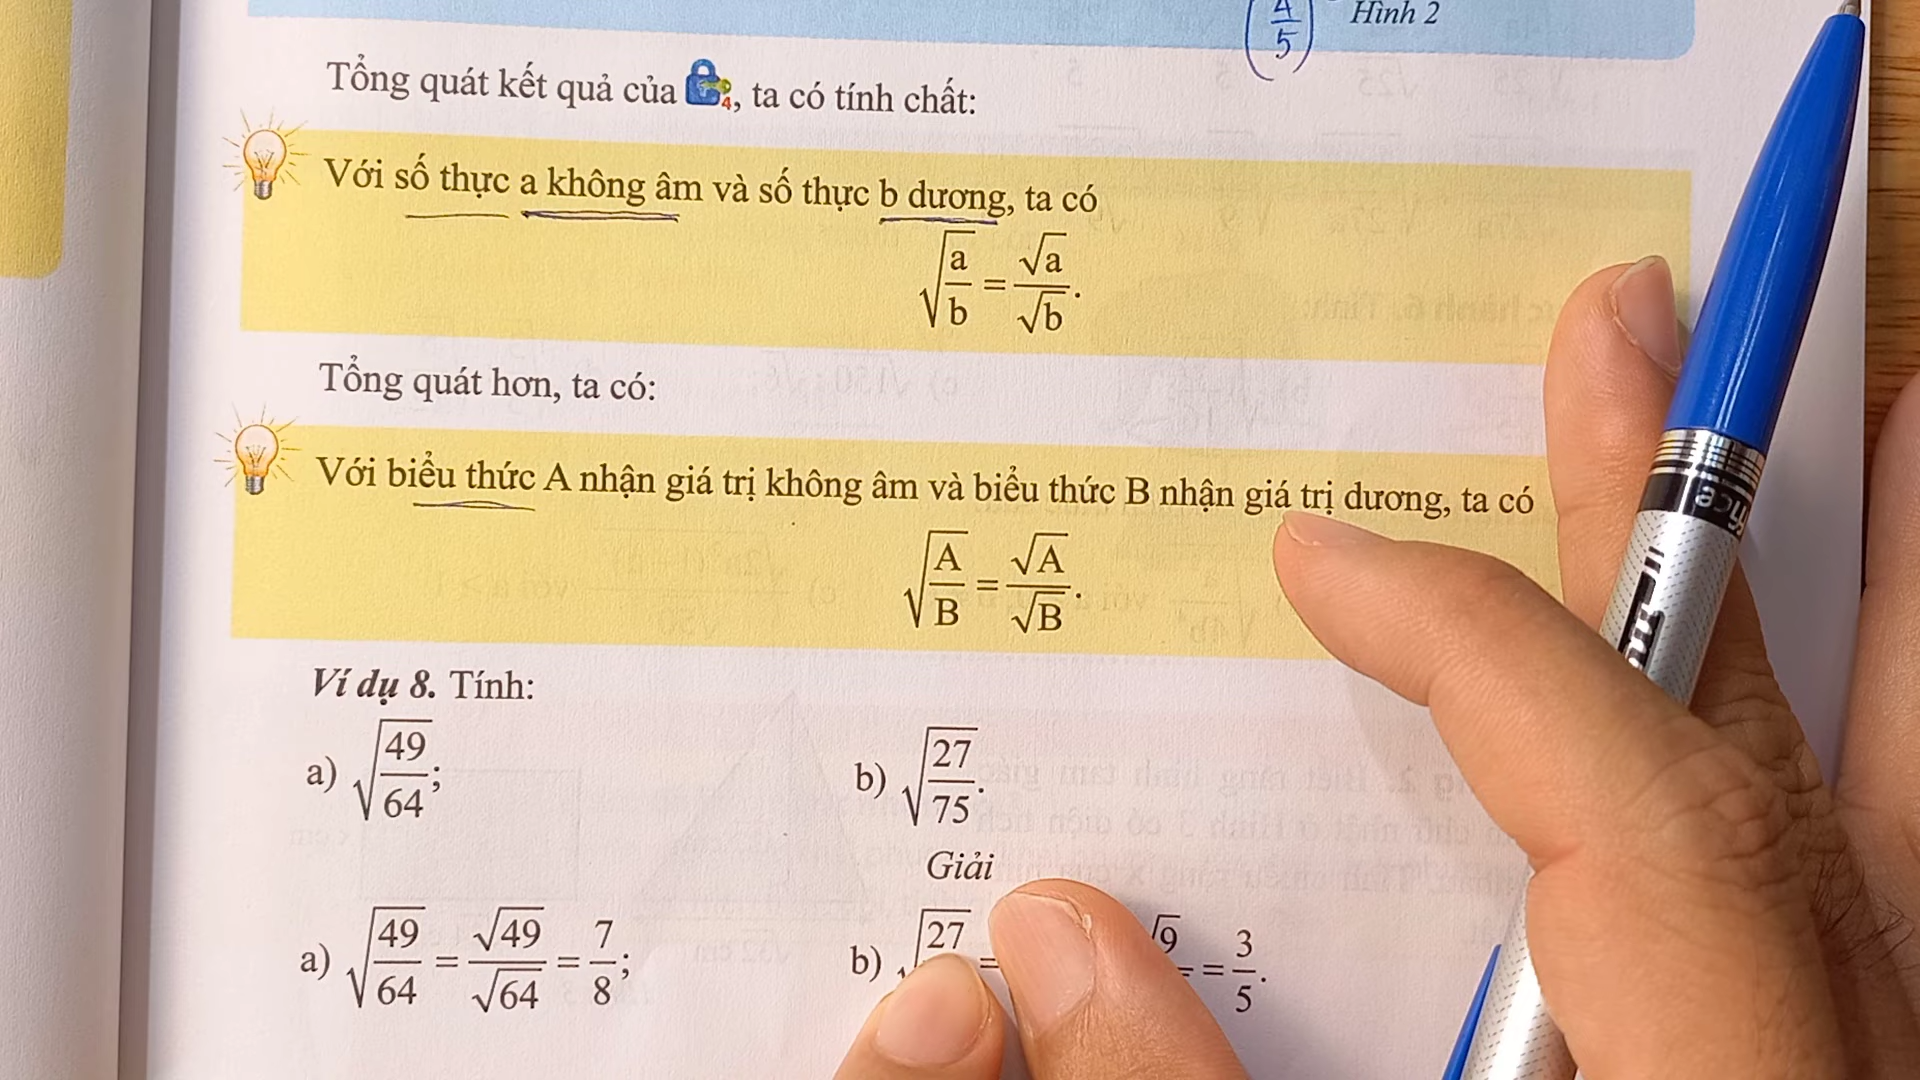 (4/5) Hình 2
Tổng quát kết quả của 4, ta có tính chất:
Với số thực a không âm và số thực b dương, ta có
√(a/b) = √a/√b.
Tổng quát hơn, ta có:
Với biểu thức A nhận giá trị không âm và biểu thức B nhận giá trị dương, ta có
√(A/B) = √A/√B.
Ví dụ 8. Tính:
a) √(49/64); b) √(27/75).
Giải
a) √(49/64) = √49/√64 = 7/8; b) √27 = √9 = 3/5.